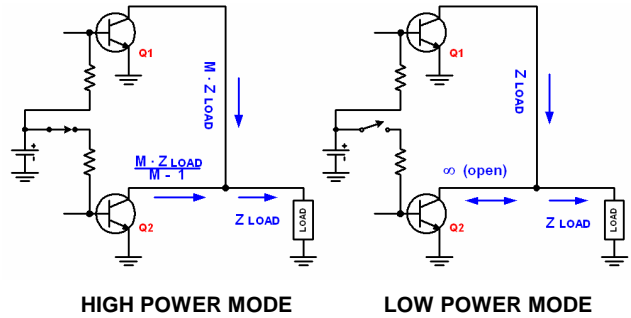 Q1
M · Z LOAD
+
-
M · Z LOAD
M - 1
Z LOAD
LOAD
Q2
HIGH POWER MODE
Q1
Z LOAD
+
-
∞ (open)
Z LOAD
LOAD
Q2
LOW POWER MODE